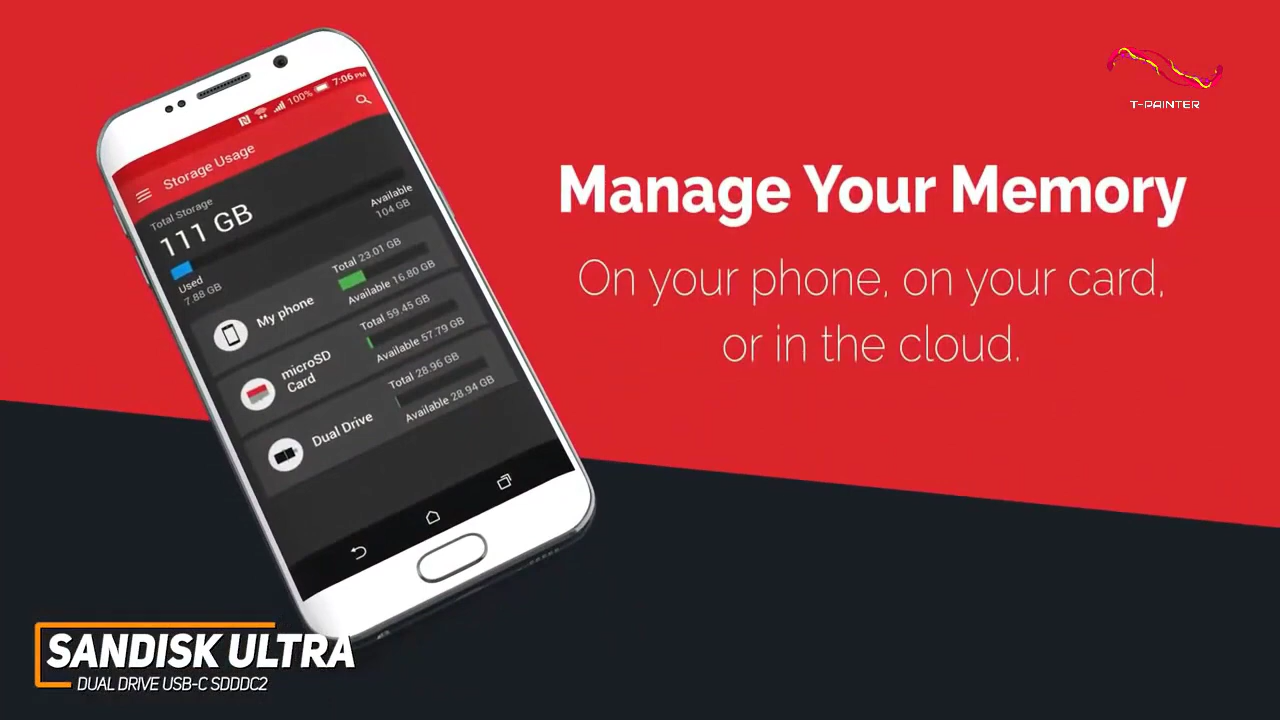 T-PAINTER
100% 7:06 PM
Storage Usage
Total Storage
111 GB
Available
104 GB
Used
7.88 GB
My phone
Total 23.01 GB
Available 16.80 GB
microSD
Card
Total 59.45 GB
Available 57.79 GB
Dual Drive
Total 28.96 GB
Available 28.94 GB
Manage Your Memory
On your phone, on your card,
or in the cloud.
SANDISK ULTRA
DUAL DRIVE USB-C SDDDC2